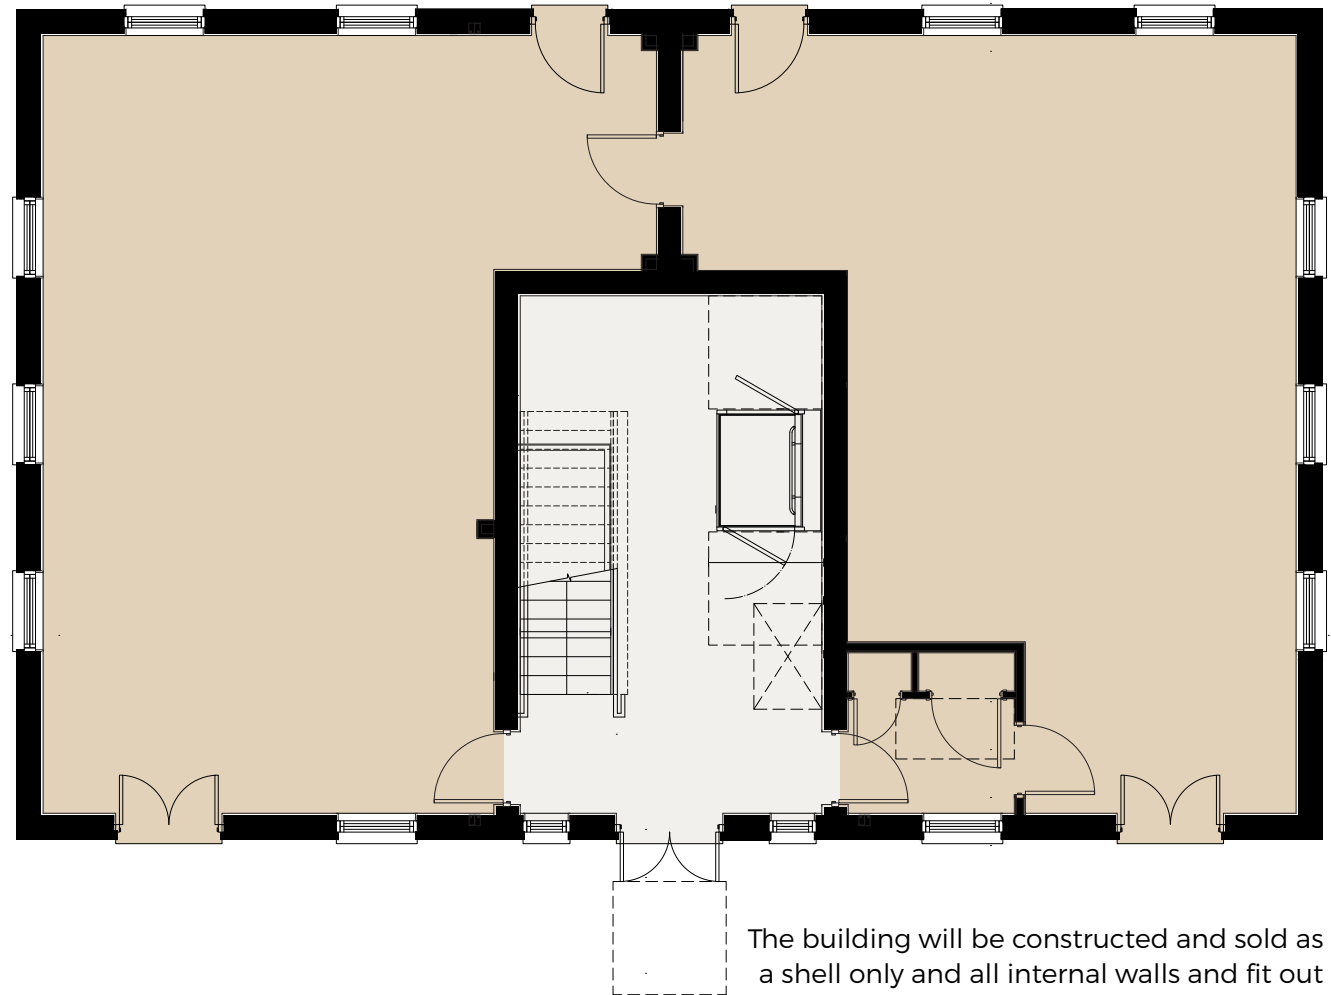 The building will be constructed and sold as
a shell only and all internal walls and fit out